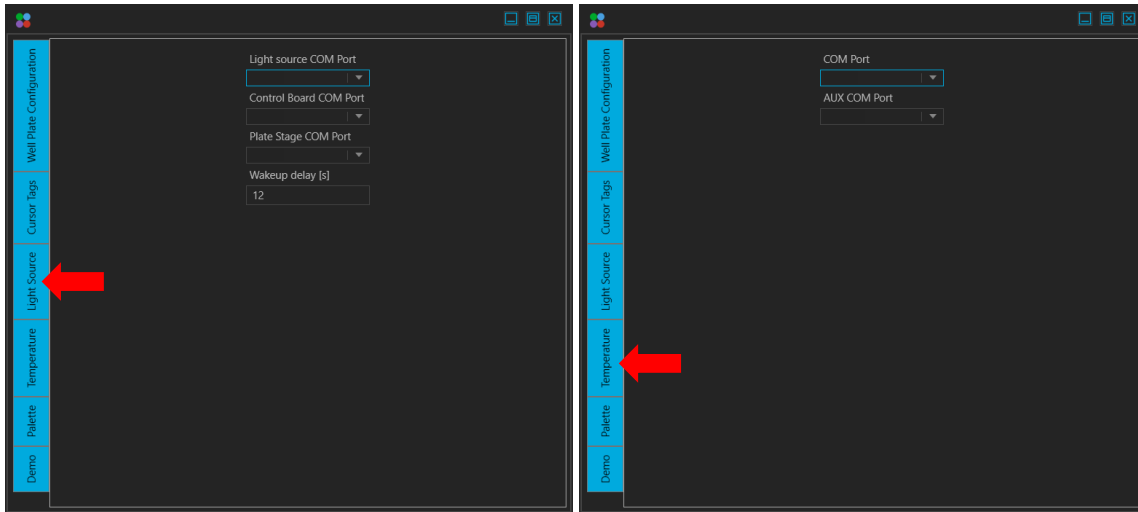 Well Plate Configuration
Cursor Tags
Light Source
Temperature
Palette
Demo
Light source COM Port
Control Board COM Port
Plate Stage COM Port
Wakeup delay [s]
12
Well Plate Configuration
Cursor Tags
Light Source
Temperature
Palette
Demo
COM Port
AUX COM Port